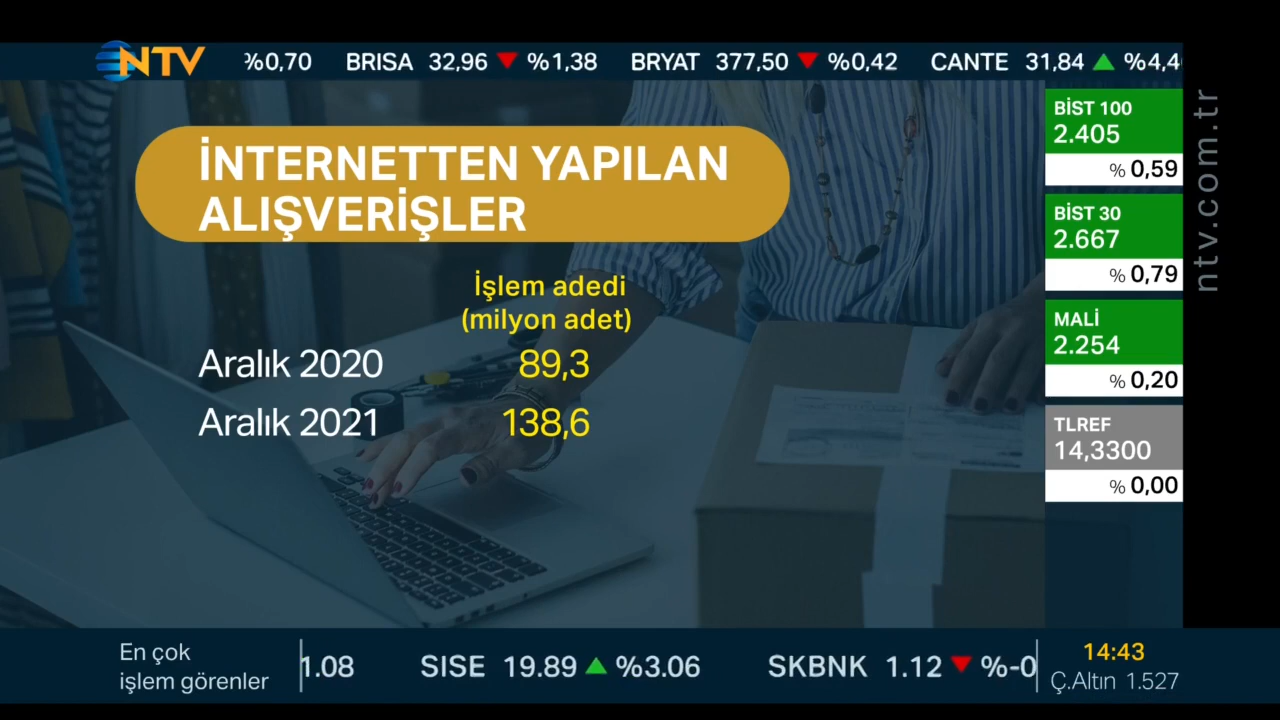 NTV
%0,70 BRISA 32,96 %1,38 BRYAT 377,50 %0,42 CANTE 31,84
İNTERNETTEN YAPILAN
ALIŞVERİŞLER
İşlem adedi
(milyon adet)
Aralık 2020 89,3
Aralık 2021 138,6
BİST 100
2.405
% 0,59
BİST 30
2.667
% 0,79
MALİ
2.254
% 0,20
TLREF
14,3300
% 0,00
ntv.com.tr
En çok
işlem görenler
1.08 SISE 19.89 %3.06 SKBNK 1.12 %-0
14:43
Ç.Altın 1.527